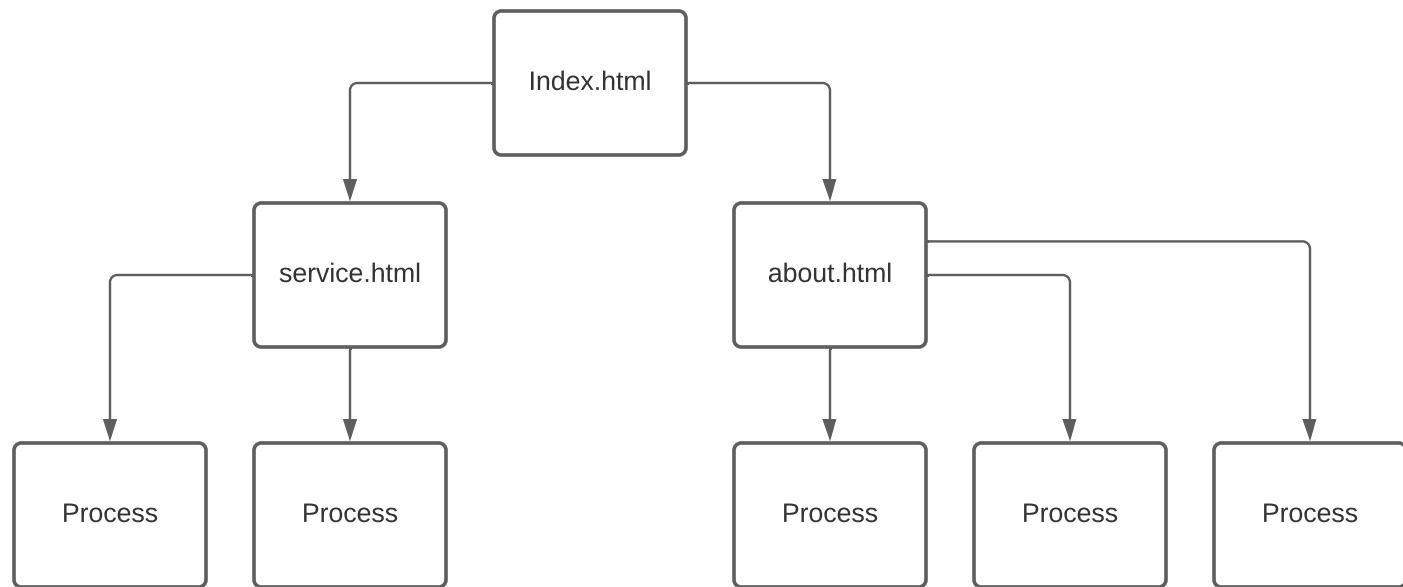 Index.html
service.html
about.html
Process
Process
Process
Process
Process